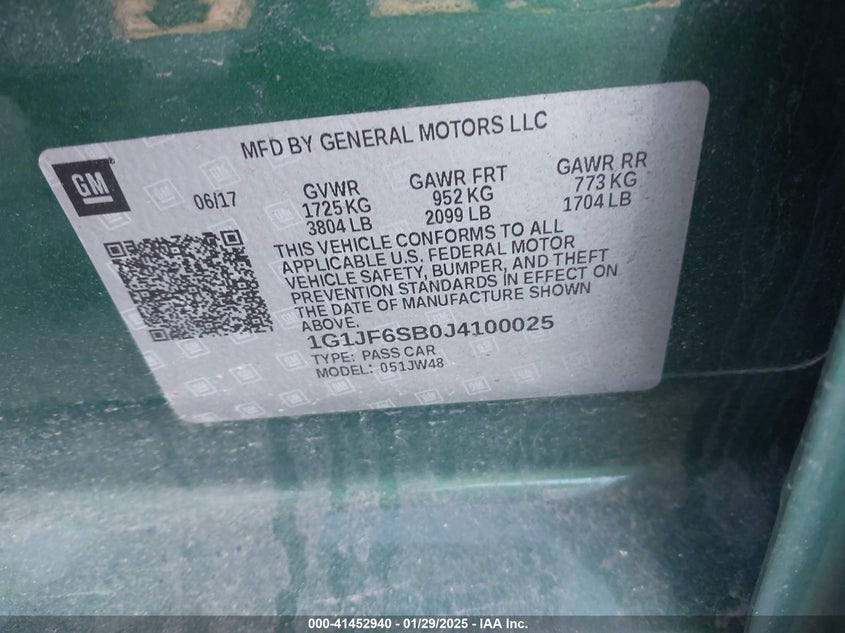 MFD BY GENERAL MOTORS LLC
GM
06/17
GVWR
1725 KG
3804 LB
GAWR FRT
952 KG
2099 LB
GAWR RR
773 KG
1704 LB
THIS VEHICLE CONFORMS TO ALL
APPLICABLE U.S. FEDERAL MOTOR
VEHICLE SAFETY, BUMPER, AND THEFT
PREVENTION STANDARDS IN EFFECT ON
THE DATE OF MANUFACTURE SHOWN
ABOVE.
1G1JF6SB0J4100025
TYPE: PASS CAR
MODEL: 051JW48
000-41452940 - 01/29/2025 - IAA Inc.